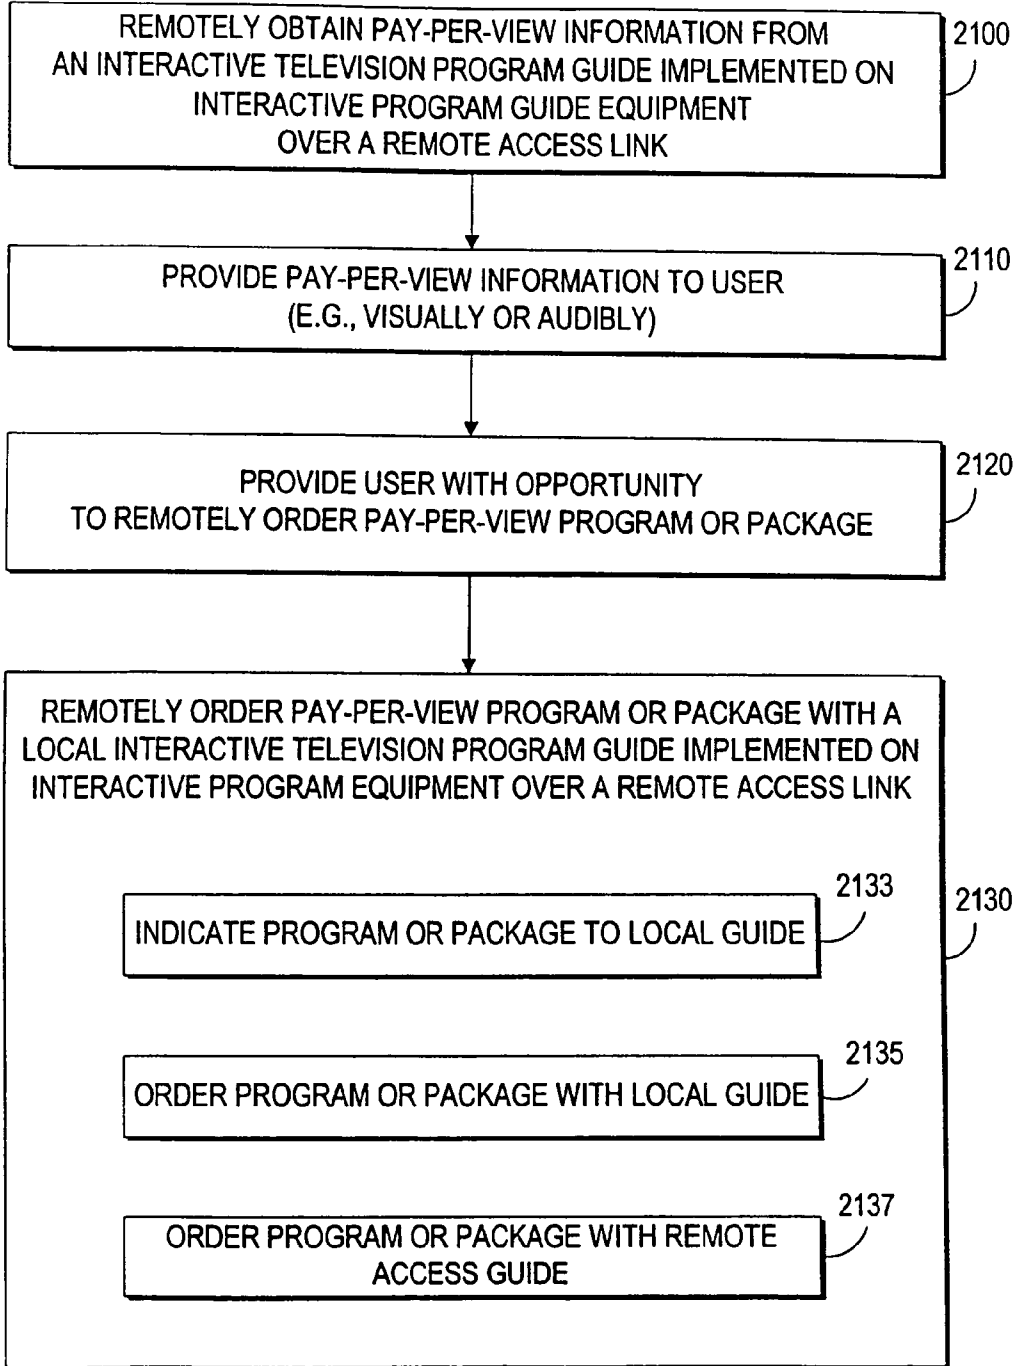 REMOTELY OBTAIN PAY-PER-VIEW INFORMATION FROM
AN INTERACTIVE TELEVISION PROGRAM GUIDE IMPLEMENTED ON
INTERACTIVE PROGRAM GUIDE EQUIPMENT
OVER A REMOTE ACCESS LINK
2100
PROVIDE PAY-PER-VIEW INFORMATION TO USER
(E.G., VISUALLY OR AUDIBLY)
2110
PROVIDE USER WITH OPPORTUNITY
TO REMOTELY ORDER PAY-PER-VIEW PROGRAM OR PACKAGE
2120
REMOTELY ORDER PAY-PER-VIEW PROGRAM OR PACKAGE WITH A
LOCAL INTERACTIVE TELEVISION PROGRAM GUIDE IMPLEMENTED ON
INTERACTIVE PROGRAM EQUIPMENT OVER A REMOTE ACCESS LINK
2130
INDICATE PROGRAM OR PACKAGE TO LOCAL GUIDE
2133
ORDER PROGRAM OR PACKAGE WITH LOCAL GUIDE
2135
ORDER PROGRAM OR PACKAGE WITH REMOTE
ACCESS GUIDE
2137